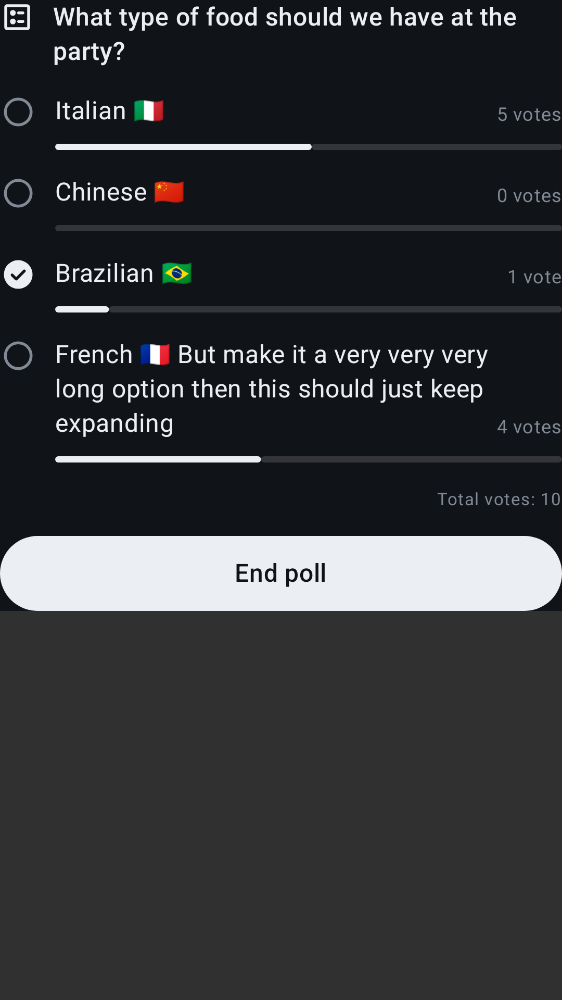 What type of food should we have at the
party?
Italian 🇮🇹
5 votes
Chinese 🇨🇳
0 votes
Brazilian 🇧🇷
1 vote
French 🇫🇷 But make it a very very very
long option then this should just keep
expanding
4 votes
Total votes: 10
End poll